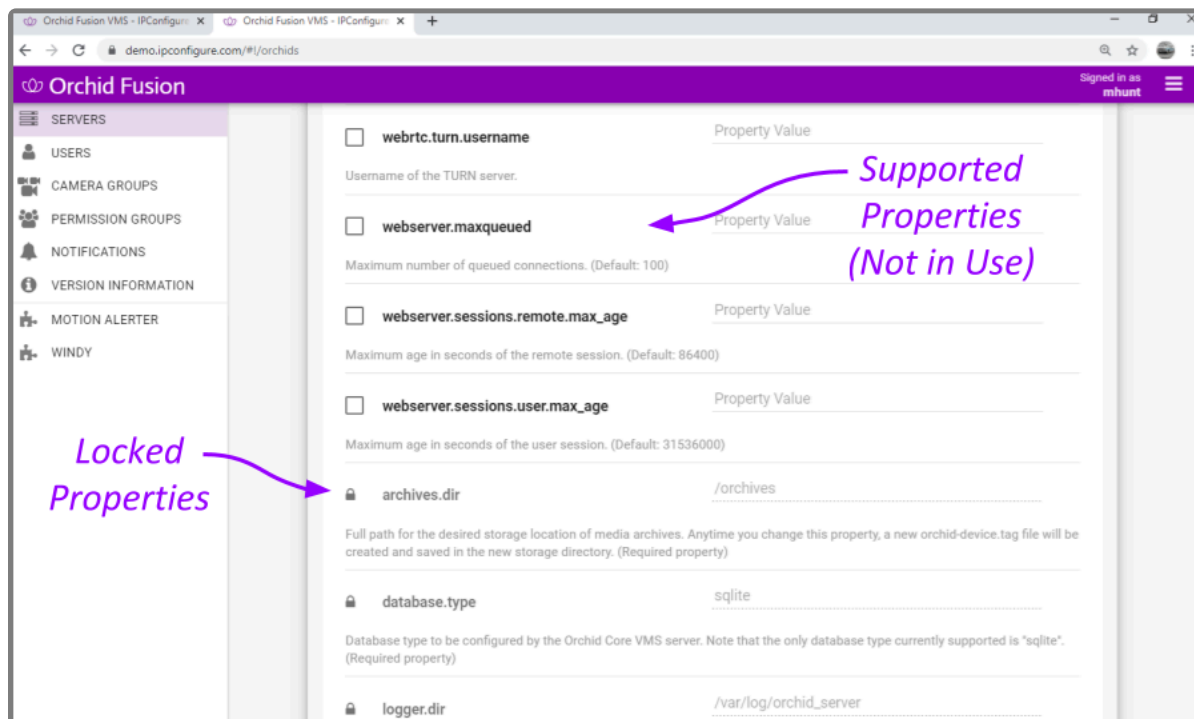 Orchid Fusion VMS - IPConfigure
Orchid Fusion VMS - IPConfigure
demo.ipconfigure.com/#!/orchids
Orchid Fusion
Signed in as
mhunt
SERVERS
USERS
CAMERA GROUPS
PERMISSION GROUPS
NOTIFICATIONS
VERSION INFORMATION
MOTION ALERTER
WINDY
webrtc.turn.username
Property Value
Username of the TURN server.
webserver.maxqueued
Property Value
Maximum number of queued connections. (Default: 100)
Supported
Properties
(Not in Use)
webserver.sessions.remote.max_age
Property Value
Maximum age in seconds of the remote session. (Default: 86400)
webserver.sessions.user.max_age
Property Value
Maximum age in seconds of the user session. (Default: 31536000)
Locked
Properties
archives.dir
/orchives
Full path for the desired storage location of media archives. Anytime you change this property, a new orchid-device.tag file will be
created and saved in the new storage directory. (Required property)
database.type
sqlite
Database type to be configured by the Orchid Core VMS server. Note that the only database type currently supported is "sqlite".
(Required property)
logger.dir
/var/log/orchid_server